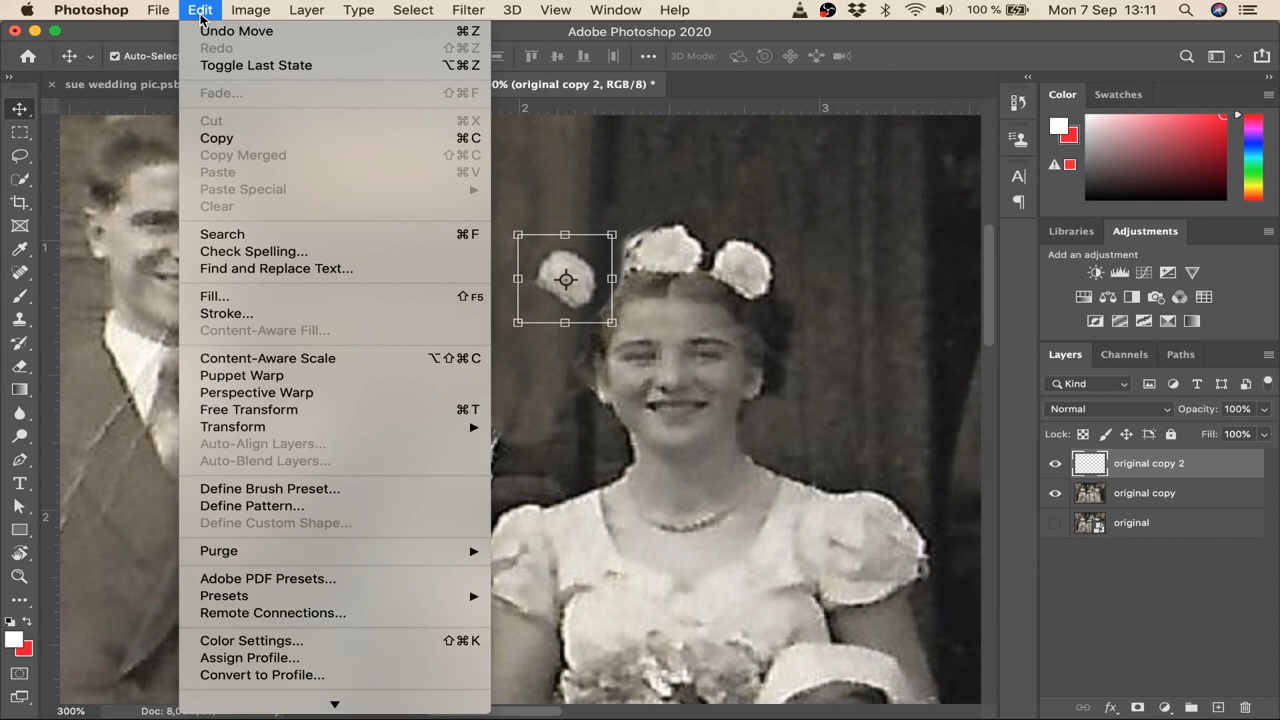 Photoshop File Edit Image Layer Type Select Filter 3D View Window Help 100 % Mon 7 Sep 13:11
Adobe Photoshop 2020
Auto-Select 3D Mode:
× sue wedding pic.psb 0% (original copy 2, RGB/8) * ×
2 3
1
2
Undo Move ⌘Z
Redo ⇧⌘Z
Toggle Last State ⌥⌘Z
Fade... ⇧⌘F
Cut ⌘X
Copy ⌘C
Copy Merged ⇧⌘C
Paste ⌘V
Paste Special
Clear
Search ⌘F
Check Spelling...
Find and Replace Text...
Fill... ⇧F5
Stroke...
Content-Aware Fill...
Content-Aware Scale ⌥⇧⌘C
Puppet Warp
Perspective Warp
Free Transform ⌘T
Transform
Auto-Align Layers...
Auto-Blend Layers...
Define Brush Preset...
Define Pattern...
Define Custom Shape...
Purge
Adobe PDF Presets...
Presets
Remote Connections...
Color Settings... ⇧⌘K
Assign Profile...
Convert to Profile...
Color Swatches
Libraries Adjustments
Add an adjustment
Layers Channels Paths
Kind
Normal Opacity: 100%
Lock: Fill: 100%
original copy 2
original copy
original
fx
300% Doc: 8,0